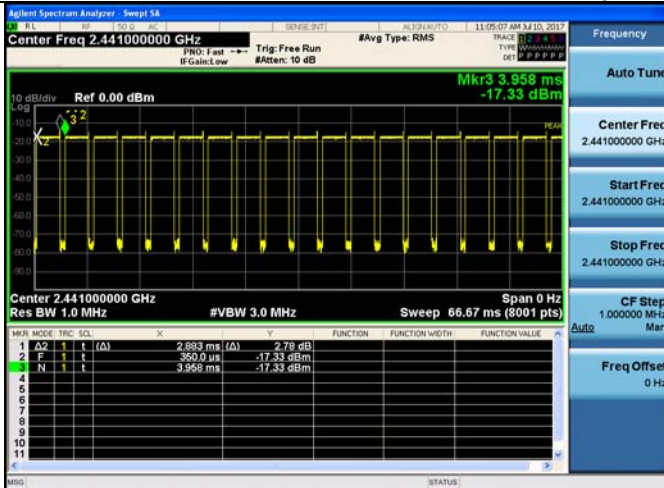 Agilent Spectrum Analyzer - Swept SA
RL RF 50 Ω AC SENSE:INT ALIGN AUTO 11:05:07 AM Jul 10, 2017
Center Freq 2.441000000 GHz #Avg Type: RMS TRACE 1 2 3 4 5 6
PNO: Fast Trig: Free Run TYPE
IFGain:Low #Atten: 10 dB DET P P P P P P
Mkr3 3.958 ms
10 dB/div Ref 0.00 dBm -17.33 dBm
Log
-10.0
-20.0
-30.0
-40.0
-50.0
-60.0
-70.0
-80.0
-90.0
PEAK
Center 2.441000000 GHz Span 0 Hz
Res BW 1.0 MHz #VBW 3.0 MHz Sweep 66.67 ms (8001 pts)
MKR MODE TRC SCL X Y FUNCTION FUNCTION WIDTH FUNCTION VALUE
1 Δ2 1 t (Δ) 2.883 ms (Δ) 2.78 dB
2 F 1 t 350.0 us -17.33 dBm
3 N 1 t 3.958 ms -17.33 dBm
4
5
6
7
8
9
10
11
MSG STATUS
Frequency
Auto Tune
Center Freq
2.441000000 GHz
Start Freq
2.441000000 GHz
Stop Freq
2.441000000 GHz
CF Step
1.000000 MHz
Auto Man
Freq Offset
0 Hz